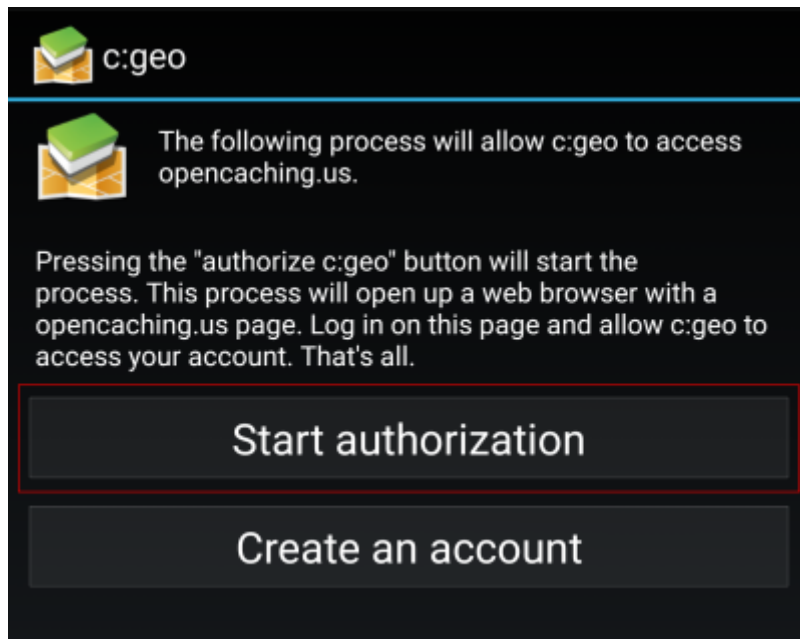 c:geo
The following process will allow c:geo to access
opencaching.us.
Pressing the "authorize c:geo" button will start the
process. This process will open up a web browser with a
opencaching.us page. Log in on this page and allow c:geo to
access your account. That's all.
Start authorization
Create an account